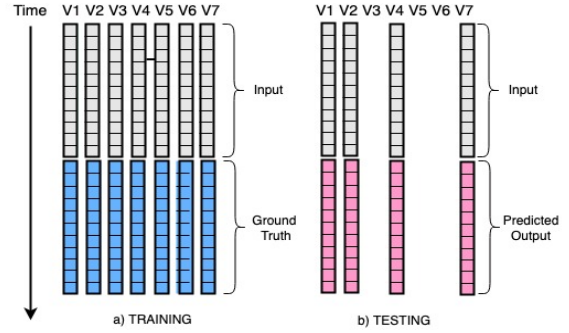 Time V1 V2 V3 V4 V5 V6 V7
V1 V2 V3 V4 V5 V6 V7
Input
Input
Ground
Truth
Predicted
Output
a) TRAINING
b) TESTING